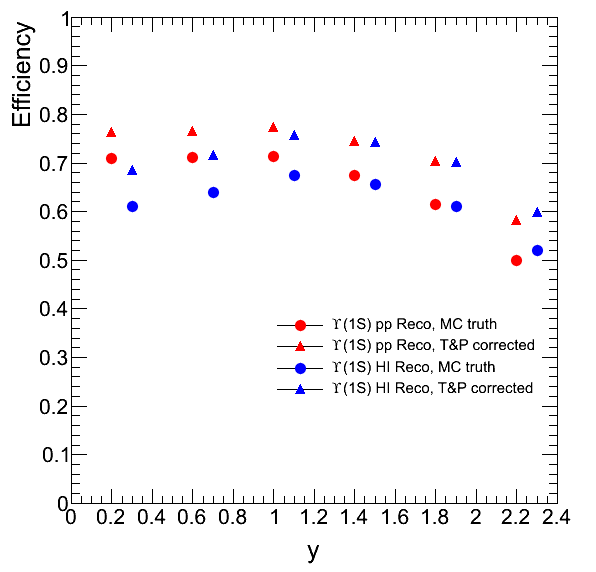 Efficiency
1
0.9
0.8
0.7
0.6
0.5
0.4
0.3
0.2
0.1
0
ϒ(1S) pp Reco, MC truth
ϒ(1S) pp Reco, T&P corrected
ϒ(1S) HI Reco, MC truth
ϒ(1S) HI Reco, T&P corrected
0 0.2 0.4 0.6 0.8 1 1.2 1.4 1.6 1.8 2 2.2 2.4
y